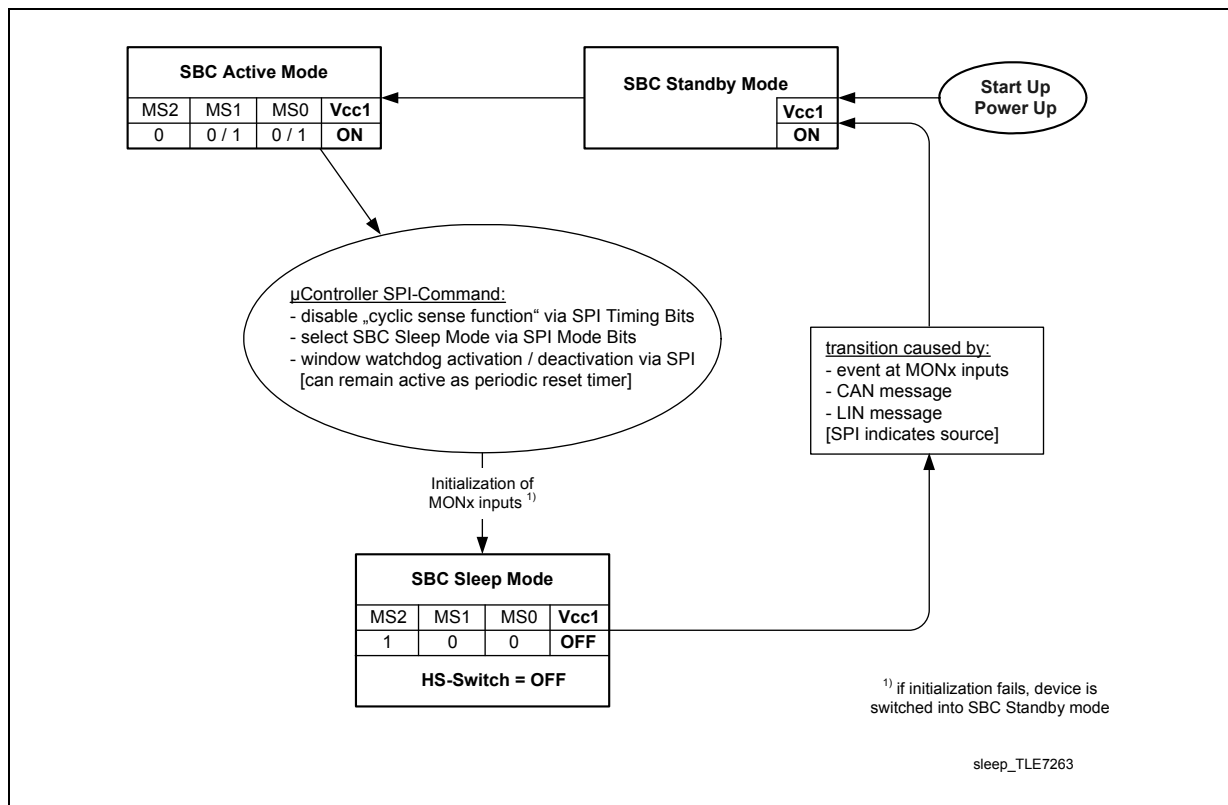 SBC Active Mode
MS2 MS1 MS0 Vcc1
0 0 / 1 0 / 1 ON
SBC Standby Mode
Vcc1
ON
Start Up
Power Up
µController SPI-Command:
- disable „cyclic sense function“ via SPI Timing Bits
- select SBC Sleep Mode via SPI Mode Bits
- window watchdog activation / deactivation via SPI
[can remain active as periodic reset timer]
transition caused by:
- event at MONx inputs
- CAN message
- LIN message
[SPI indicates source]
Initialization of
MONx inputs 1)
SBC Sleep Mode
MS2 MS1 MS0 Vcc1
1 0 0 OFF
HS-Switch = OFF
1) if initialization fails, device is
switched into SBC Standby mode
sleep_TLE7263